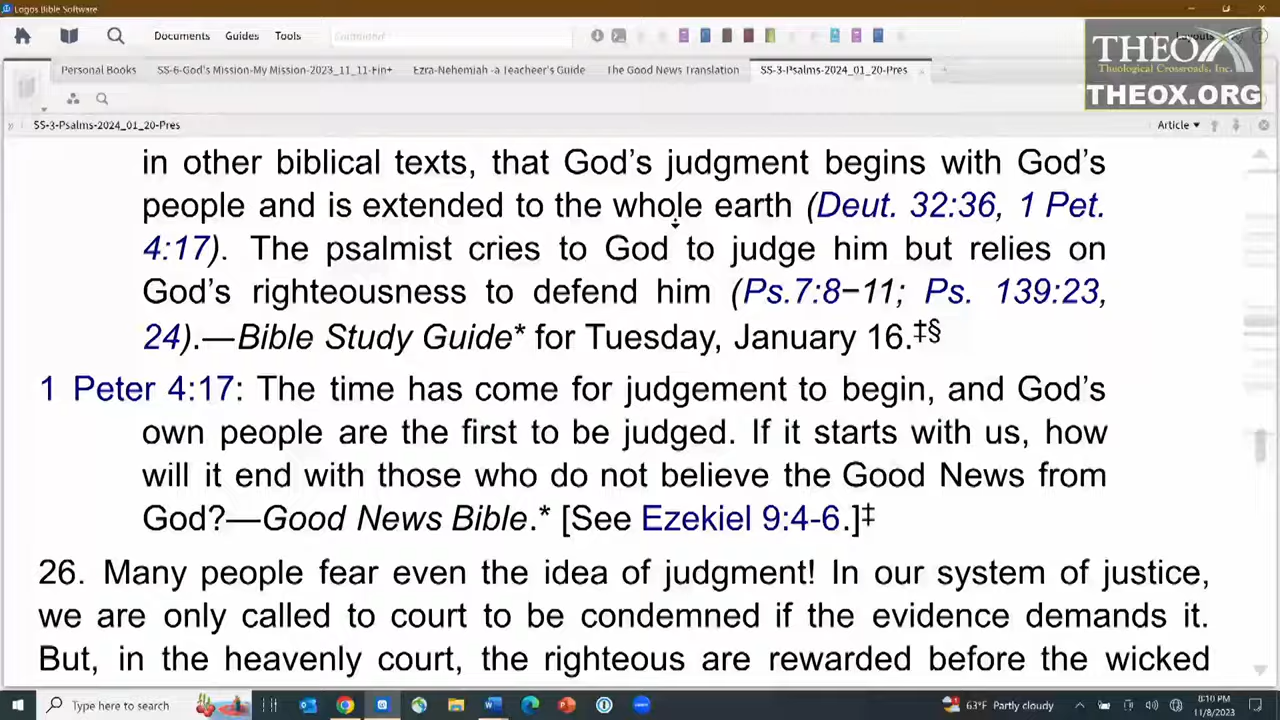 Logos Bible Software
Documents Guides Tools Command
THEOX
Theological Crossroads, Inc.
THEOX.ORG
Personal Books SS-6-God's Mission-My Mission-2023_11_11-Fin+ Teacher's Guide The Good News Translation SS-3-Psalms-2024_01_20-Pres
SS-3-Psalms-2024_01_20-Pres Article
in other biblical texts, that God’s judgment begins with God’s
people and is extended to the whole earth (Deut. 32:36, 1 Pet.
4:17). The psalmist cries to God to judge him but relies on
God’s righteousness to defend him (Ps.7:8–11; Ps. 139:23,
24).—Bible Study Guide* for Tuesday, January 16.‡§
1 Peter 4:17: The time has come for judgement to begin, and God’s
own people are the first to be judged. If it starts with us, how
will it end with those who do not believe the Good News from
God?—Good News Bible.* [See Ezekiel 9:4-6.]‡
26. Many people fear even the idea of judgment! In our system of justice,
we are only called to court to be condemned if the evidence demands it.
But, in the heavenly court, the righteous are rewarded before the wicked
Type here to search 63°F Partly cloudy 8:10 PM
11/8/2023